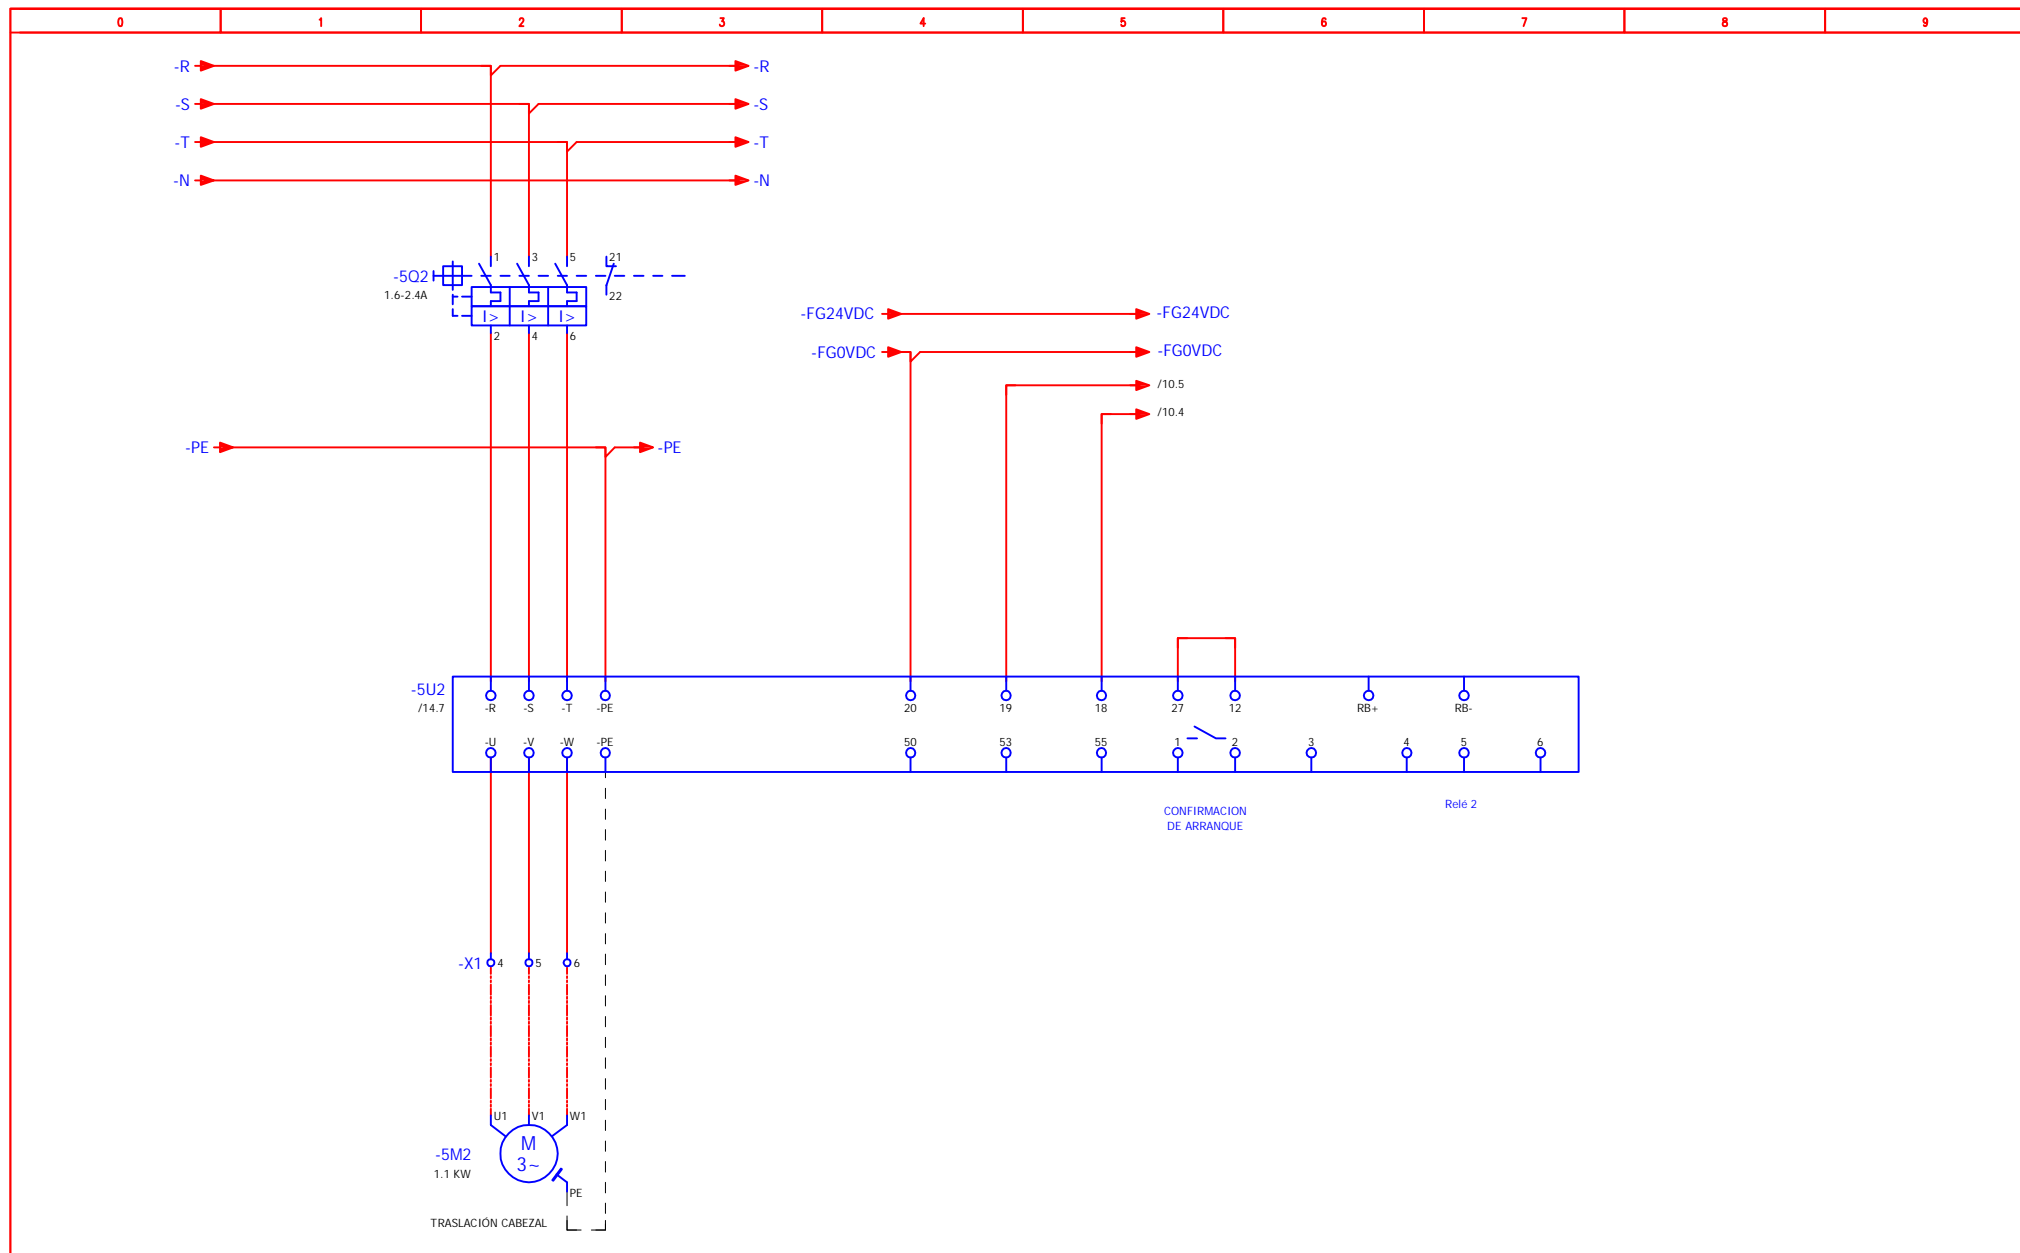 0 1 2 3 4 5 6 7 8 9
-R -R
-S -S
-T -T
-N -N
1 3 5 21
-5Q2
1.6-2.4A
22
I> I> I>
2 4 6
-FG24VDC -FG24VDC
-FG0VDC -FG0VDC
/10.5
/10.4
-PE -PE
-5U2
/14.7
-R -S -T -PE 20 19 18 27 12 RB+ RB-
-U -V -W -PE 50 53 55 1 2 3 4 5 6
CONFIRMACION
DE ARRANQUE
Relé 2
-X1 4 5 6
U1 V1 W1
M
3~
-5M2
1.1 KW
PE
TRASLACIÓN CABEZAL